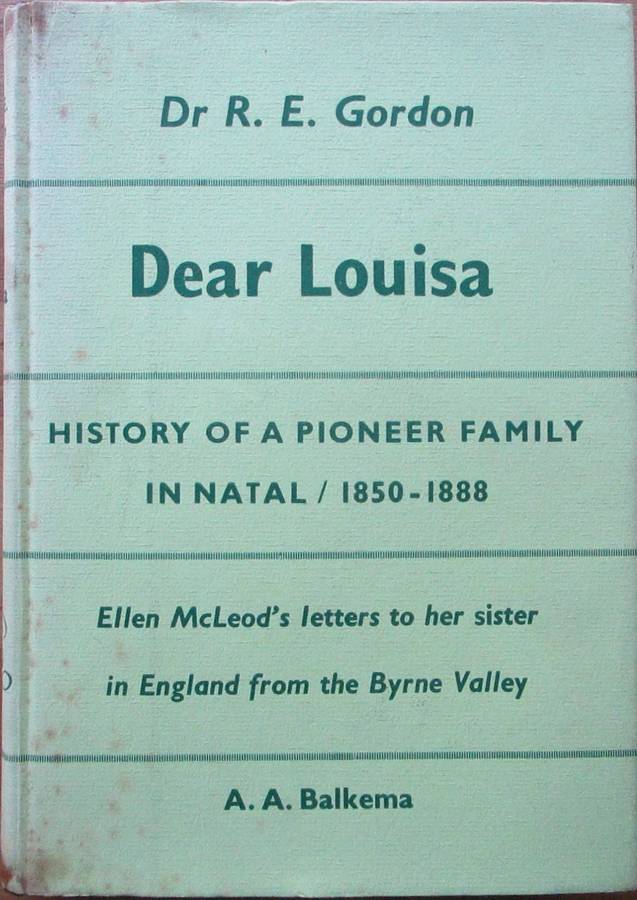 Dr R. E. Gordon
Dear Louisa
HISTORY OF A PIONEER FAMILY
IN NATAL / 1850-1888
Ellen McLeod's letters to her sister
in England from the Byrne Valley
A. A. Balkema